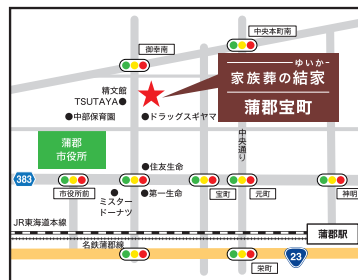 中央本町南
御幸南
ゆいか
家族葬の結家
蒲郡宝町
精文館
TSUTAYA
中部保育園
ドラッグスギヤマ
中央通り
蒲郡
市役所
住友生命
383
市役所前
ミスター
ドーナツ
第一生命
宝町
元町
神明
JR東海道本線
蒲郡駅
名鉄蒲郡線
栄町
23